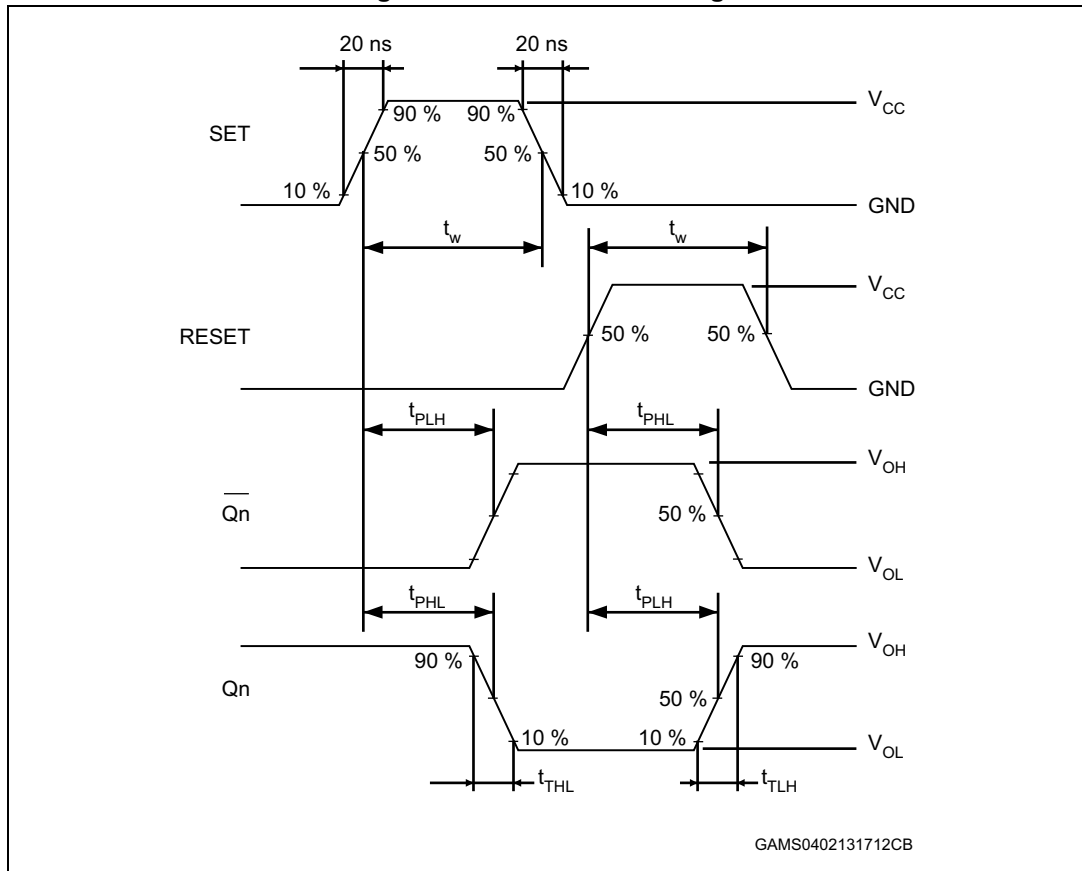 20 ns 20 ns
V_CC
90 % 90 %
SET
50 % 50 %
10 % 10 %
GND
t_w t_w
V_CC
RESET
50 % 50 %
GND
t_PLH t_PHL
V_OH
Qn
50 %
V_OL
t_PHL t_PLH
V_OH
90 % 90 %
Qn
50 %
10 % 10 %
V_OL
t_THL t_TLH
GAMS0402131712CB